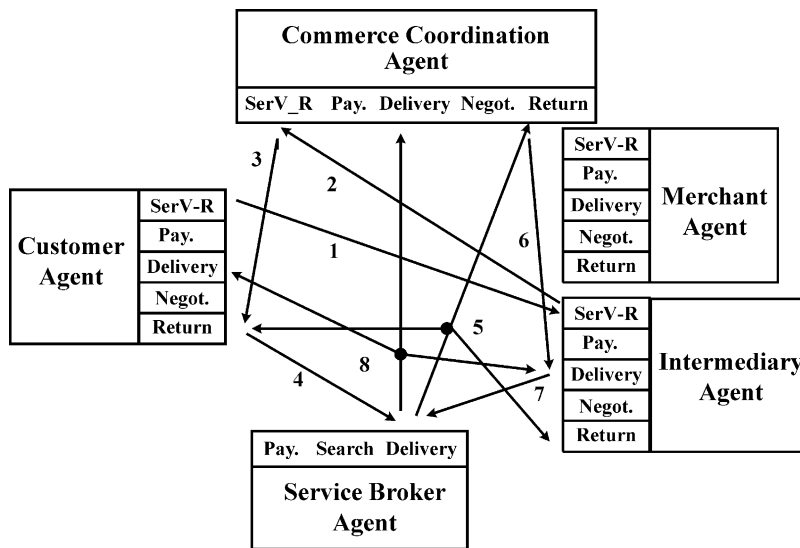 Commerce Coordination
Agent
SerV_R Pay. Delivery Negot. Return
3
2
1
6
5
4
8
7
Customer
Agent
SerV-R
Pay.
Delivery
Negot.
Return
SerV-R
Pay.
Delivery
Negot.
Return
Merchant
Agent
SerV-R
Pay.
Delivery
Negot.
Return
Intermediary
Agent
Pay. Search Delivery
Service Broker
Agent